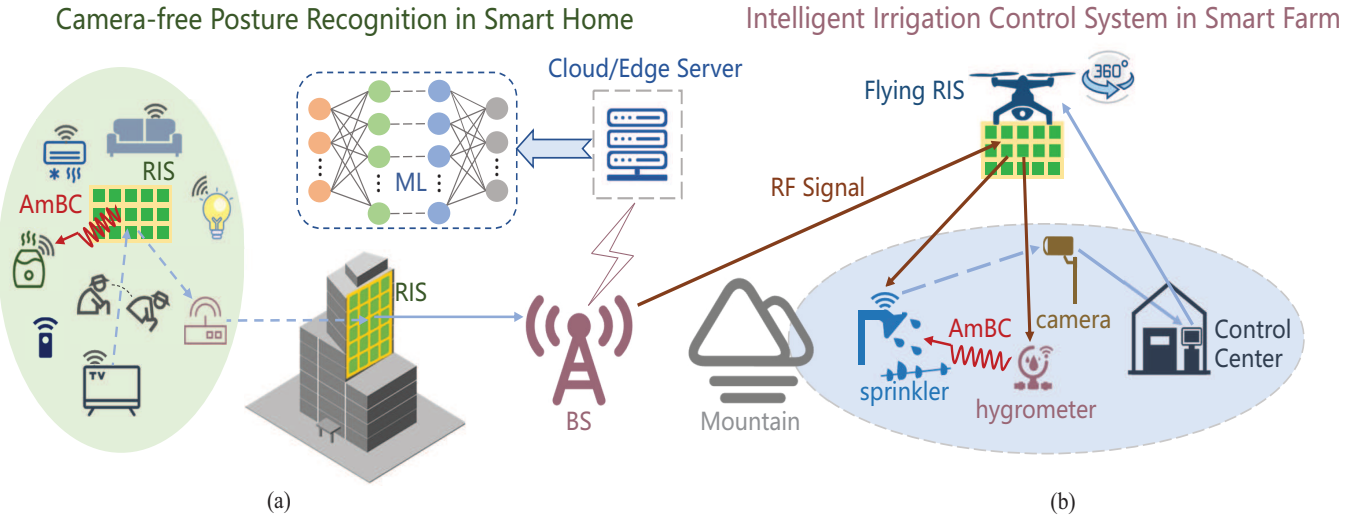 Camera-free Posture Recognition in Smart Home
Intelligent Irrigation Control System in Smart Farm
Cloud/Edge Server
Flying RIS
360°
RIS
ML
AmBC
RF Signal
RIS
camera
AmBC
Control
Center
TV
sprinkler
hygrometer
BS
Mountain
(a)
(b)